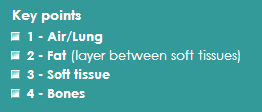 Key points
1 - Air/Lung
2 - Fat (layer between soft tissues)
3 - Soft tissue
4 - Bones